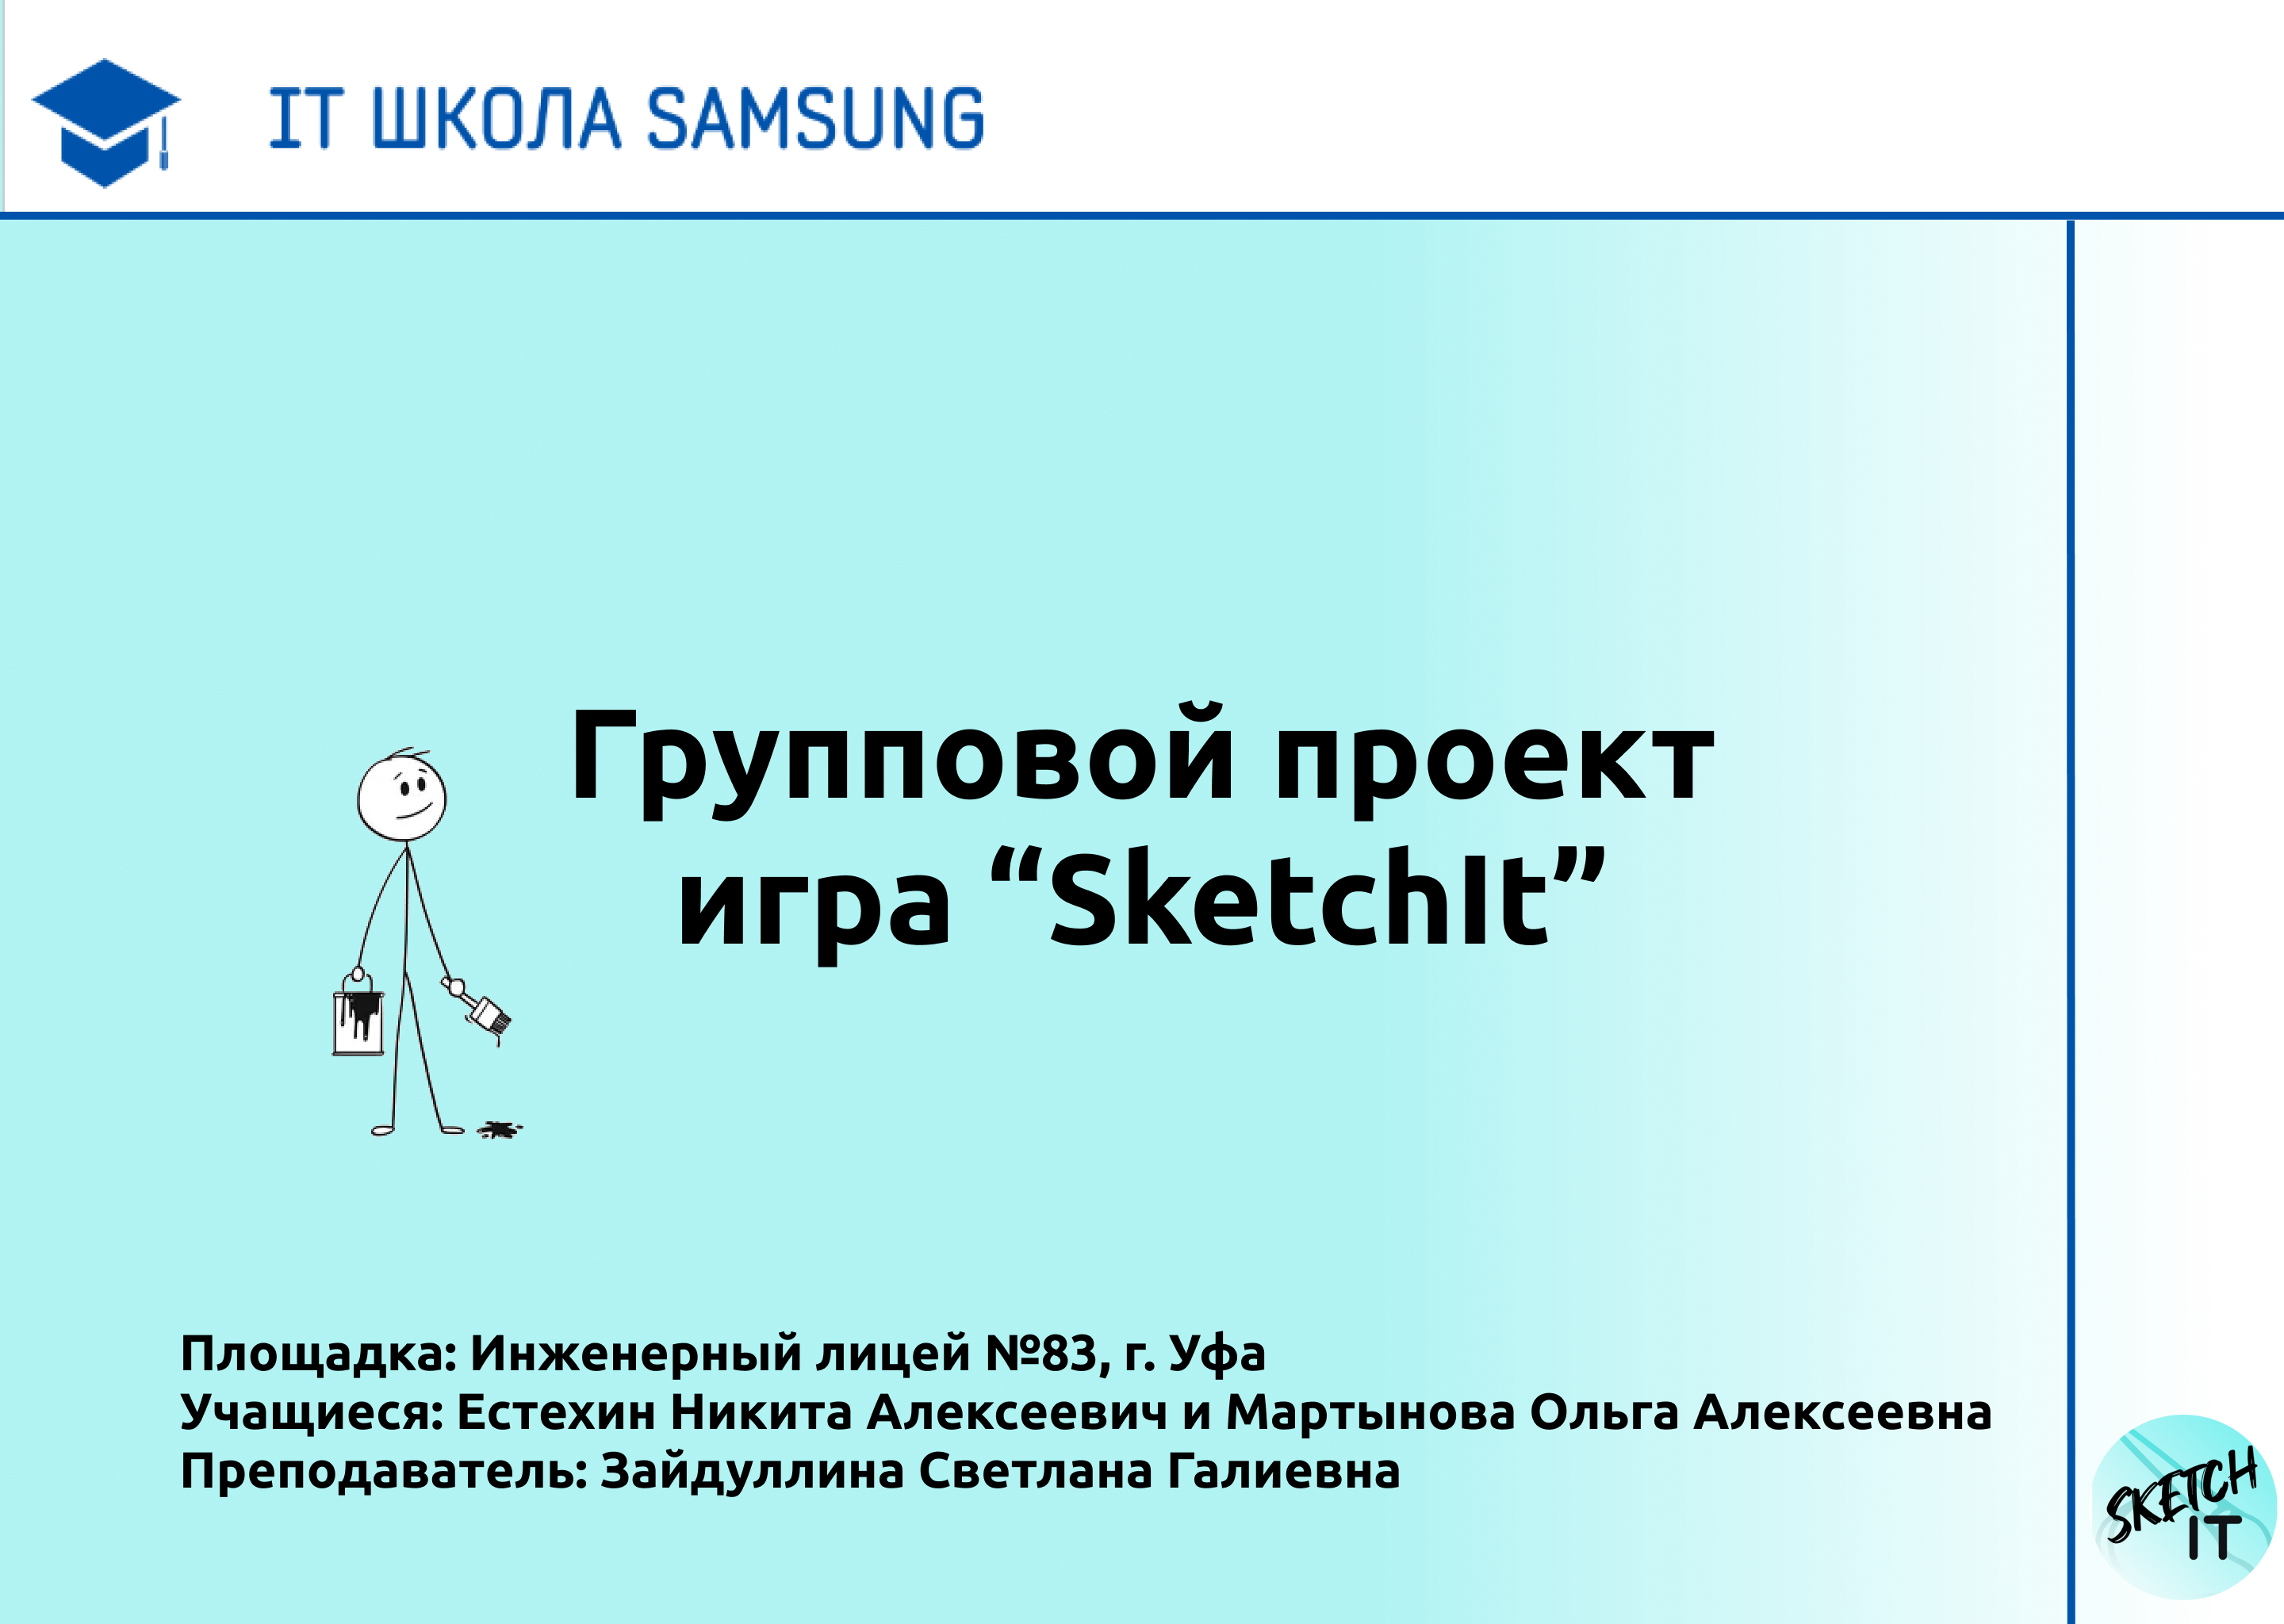 IT ШКОЛА SAMSUNG
Групповой проект
игра “SketchIt”
Площадка: Инженерный лицей №83, г. Уфа
Учащиеся: Естехин Никита Алексеевич и Мартынова Ольга Алексеевна
Преподаватель: Зайдуллина Светлана Галиевна
SKETCH
IT